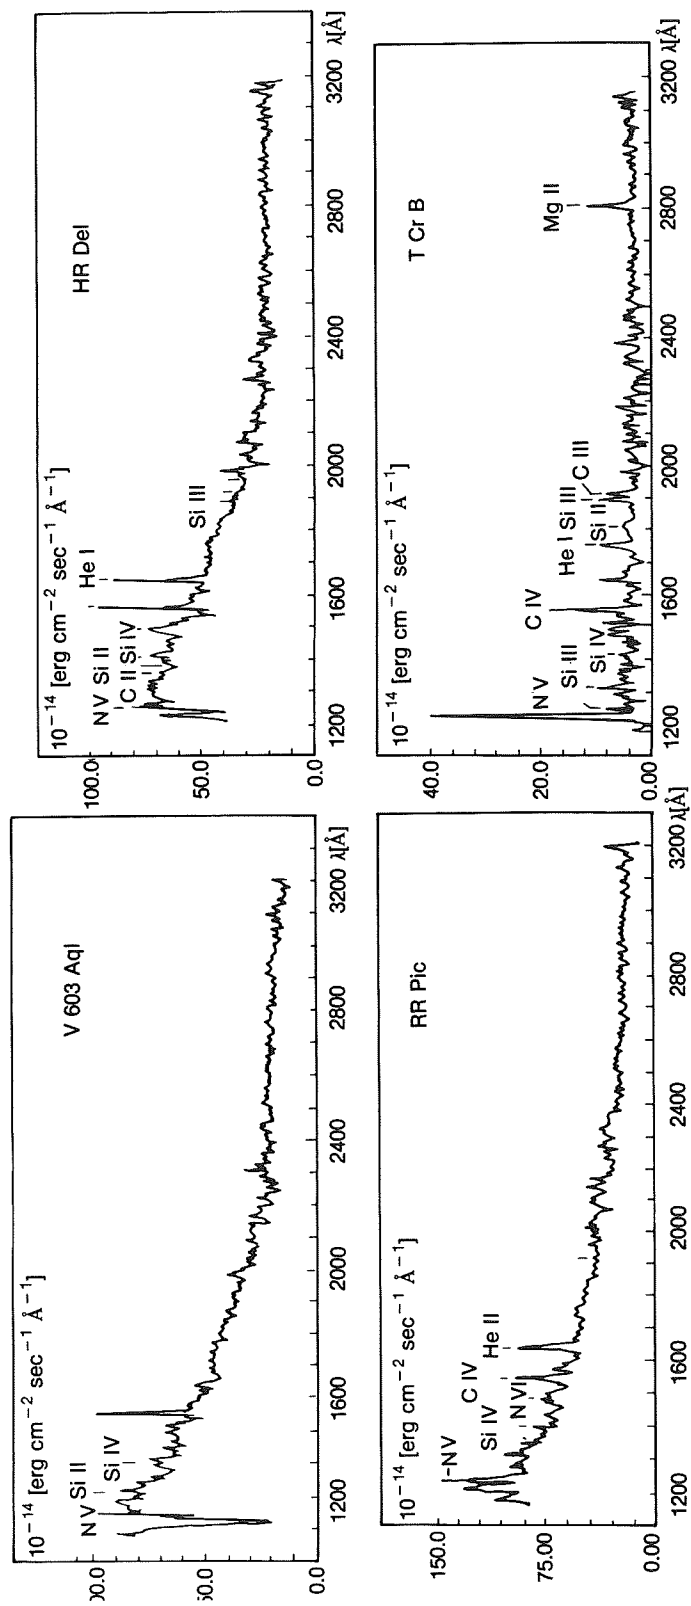 10⁻¹⁴ [erg cm⁻² sec⁻¹ Å⁻¹]
V 603 Aql
00.0
0.0
0.0
N V
Si II
Si IV
1200 1600 2000 2400 2800 3200 λ[Å]
10⁻¹⁴ [erg cm⁻² sec⁻¹ Å⁻¹]
HR Del
100.0
50.0
0.0
N V Si II
C II Si IV
He I
Si III
1200 1600 2000 2400 2800 3200 λ[Å]
10⁻¹⁴ [erg cm⁻² sec⁻¹ Å⁻¹]
RR Pic
150.0
75.00
0.00
N V
Si IV
N VI
C IV
He II
1200 1600 2000 2400 2800 3200 λ[Å]
10⁻¹⁴ [erg cm⁻² sec⁻¹ Å⁻¹]
T Cr B
40.0
20.0
0.00
N V
Si III
Si IV
C IV
He I Si III
Si II
C III
Mg II
1200 1600 2000 2400 2800 3200 λ[Å]